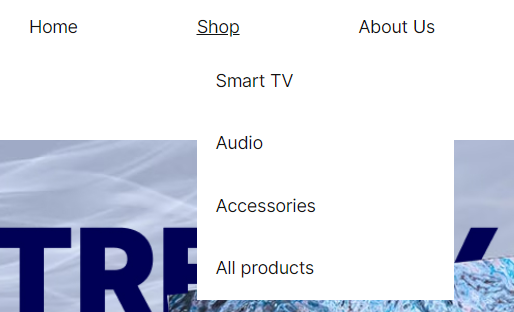 Home Shop About Us
Smart TV
Audio
Accessories
All products